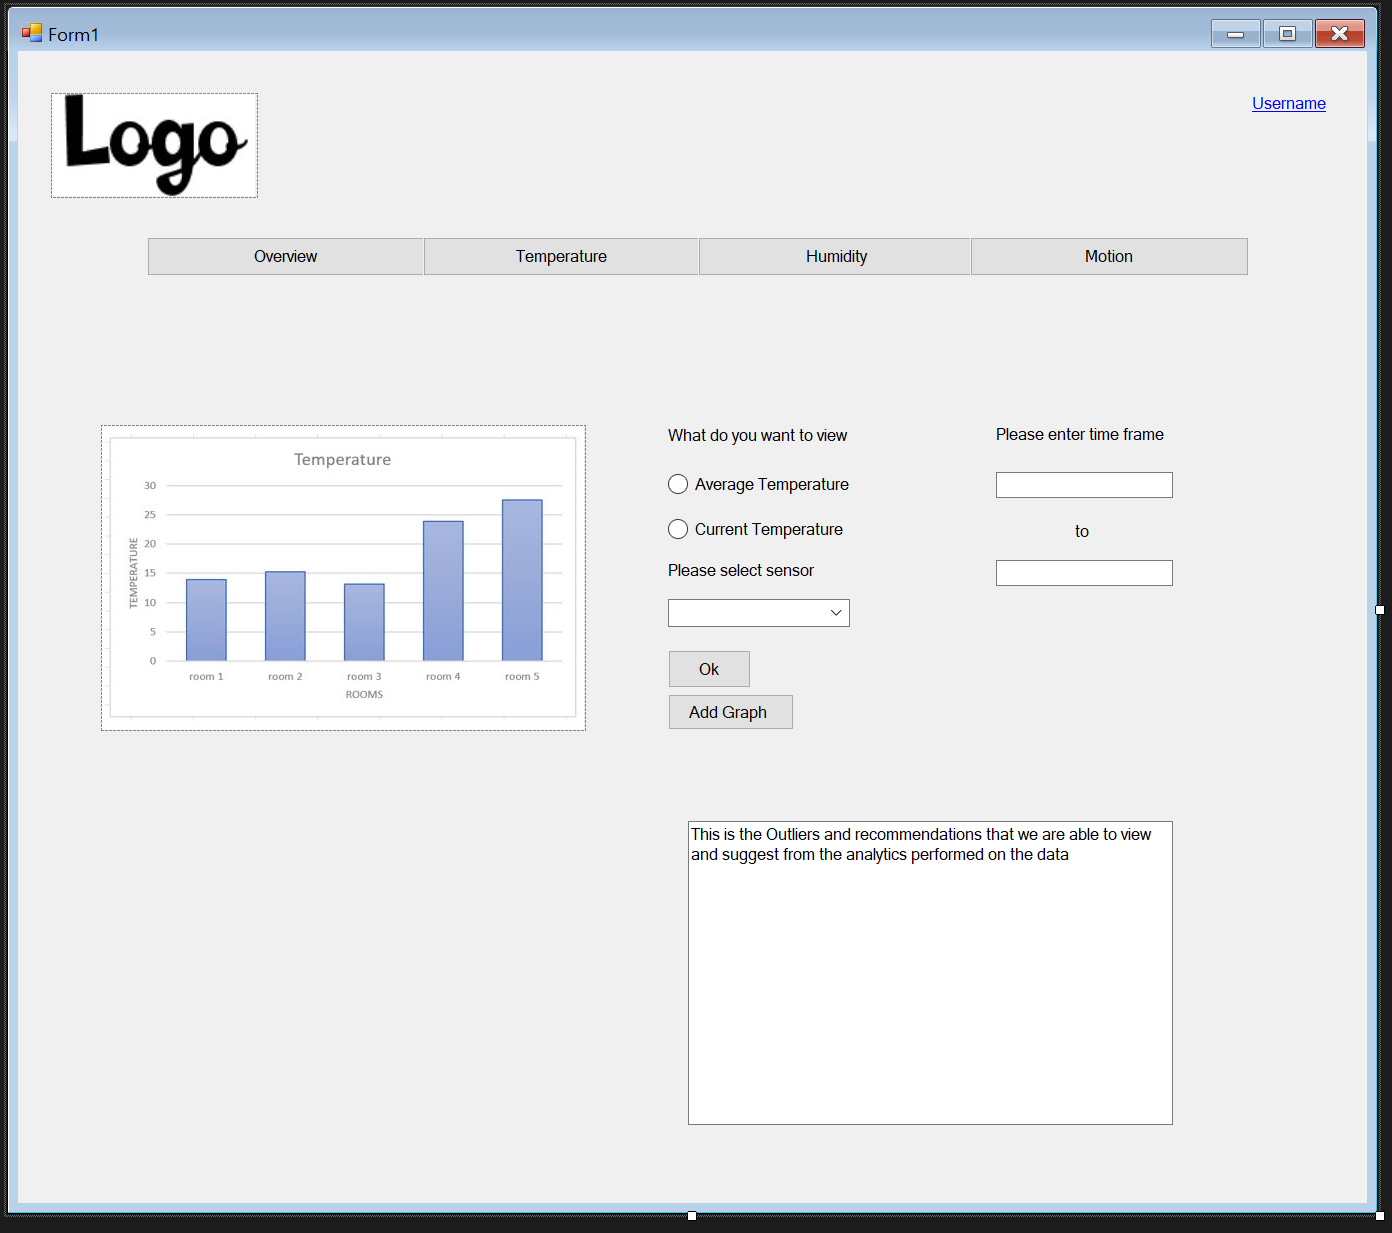 Form1
Logo
Username
Overview Temperature Humidity Motion
Temperature
30
25
20
15
10
5
0
TEMPERATURE
room 1 room 2 room 3 room 4 room 5
ROOMS
What do you want to view
Average Temperature
Current Temperature
Please select sensor
Ok
Add Graph
Please enter time frame
to
This is the Outliers and recommendations that we are able to view
and suggest from the analytics performed on the data